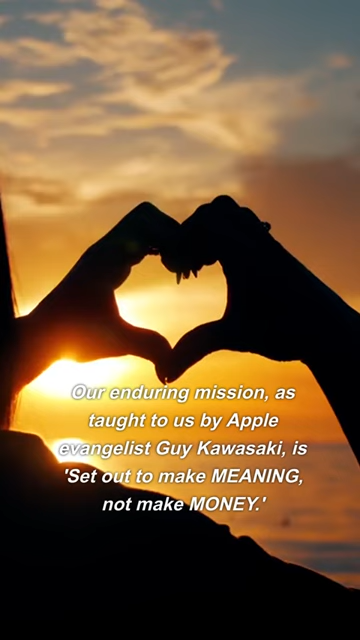 Our enduring mission, as
taught to us by Apple
evangelist Guy Kawasaki, is
'Set out to make MEANING,
not make MONEY.'